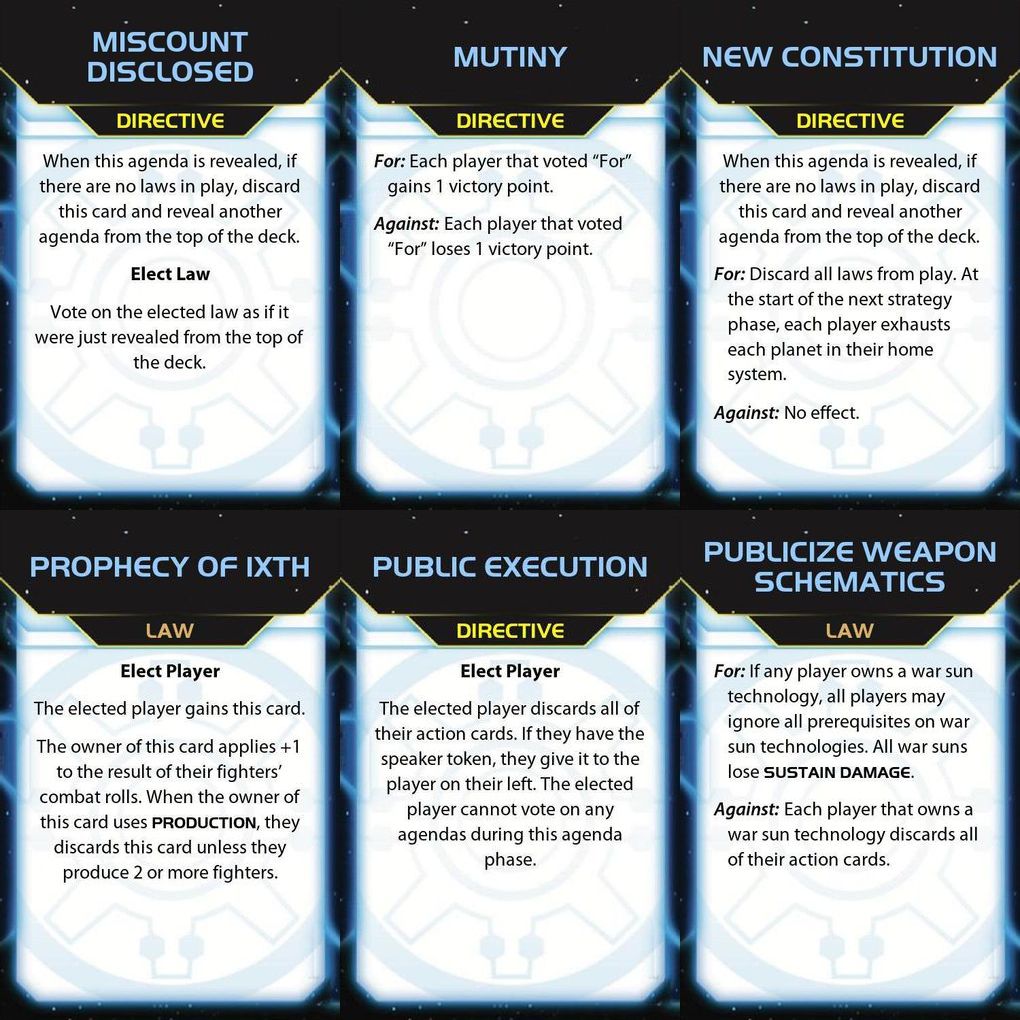 MISCOUNT
DISCLOSED
DIRECTIVE
When this agenda is revealed, if
there are no laws in play, discard
this card and reveal another
agenda from the top of the deck.
Elect Law
Vote on the elected law as if it
were just revealed from the top of
the deck.
MUTINY
DIRECTIVE
For: Each player that voted “For”
gains 1 victory point.
Against: Each player that voted
“For” loses 1 victory point.
NEW CONSTITUTION
DIRECTIVE
When this agenda is revealed, if
there are no laws in play, discard
this card and reveal another
agenda from the top of the deck.
For: Discard all laws from play. At
the start of the next strategy
phase, each player exhausts
each planet in their home
system.
Against: No effect.
PROPHECY OF IXTH
LAW
Elect Player
The elected player gains this card.
The owner of this card applies +1
to the result of their fighters’
combat rolls. When the owner of
this card uses PRODUCTION, they
discards this card unless they
produce 2 or more fighters.
PUBLIC EXECUTION
DIRECTIVE
Elect Player
The elected player discards all of
their action cards. If they have the
speaker token, they give it to the
player on their left. The elected
player cannot vote on any
agendas during this agenda
phase.
PUBLICIZE WEAPON
SCHEMATICS
LAW
For: If any player owns a war sun
technology, all players may
ignore all prerequisites on war
sun technologies. All war suns
lose SUSTAIN DAMAGE.
Against: Each player that owns a
war sun technology discards all
of their action cards.